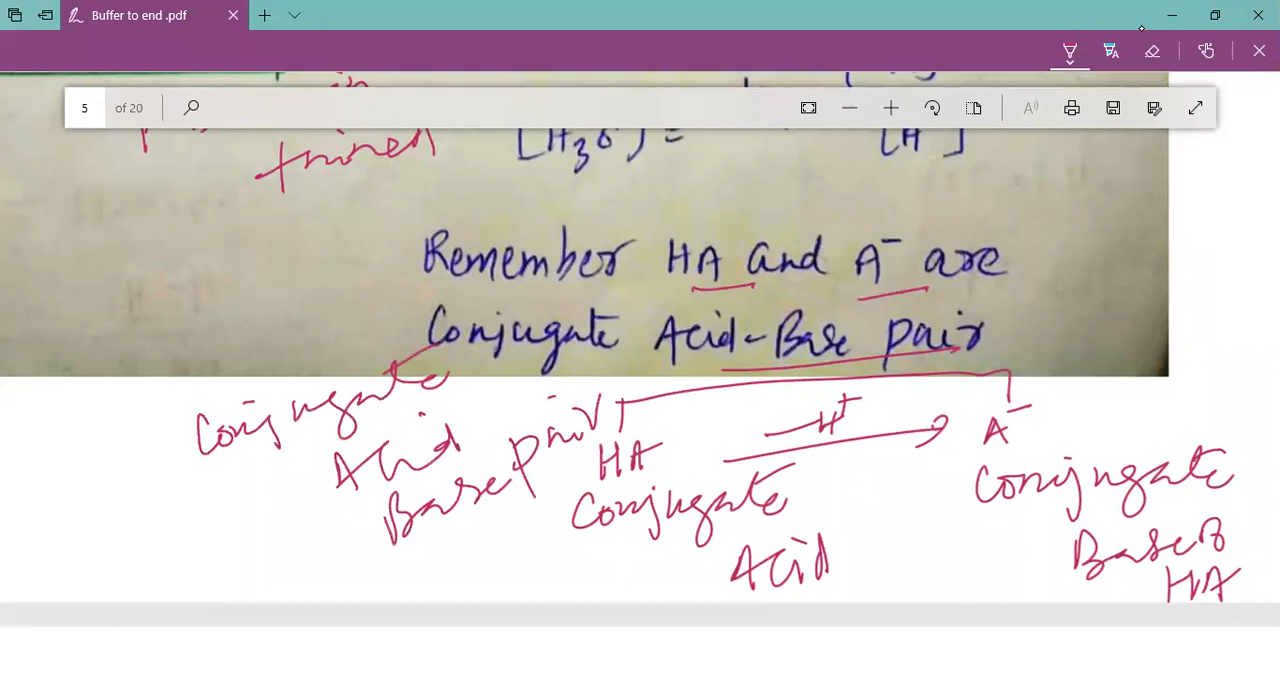 Buffer to end .pdf
5 of 20
tained
[H3O+] =
[A-]
Remember HA and A- are
Conjugate Acid-Base pair
Conjugate
Acid
Base pair
HA
Conjugate
Acid
H+
A-
Conjugate
Base of
HA